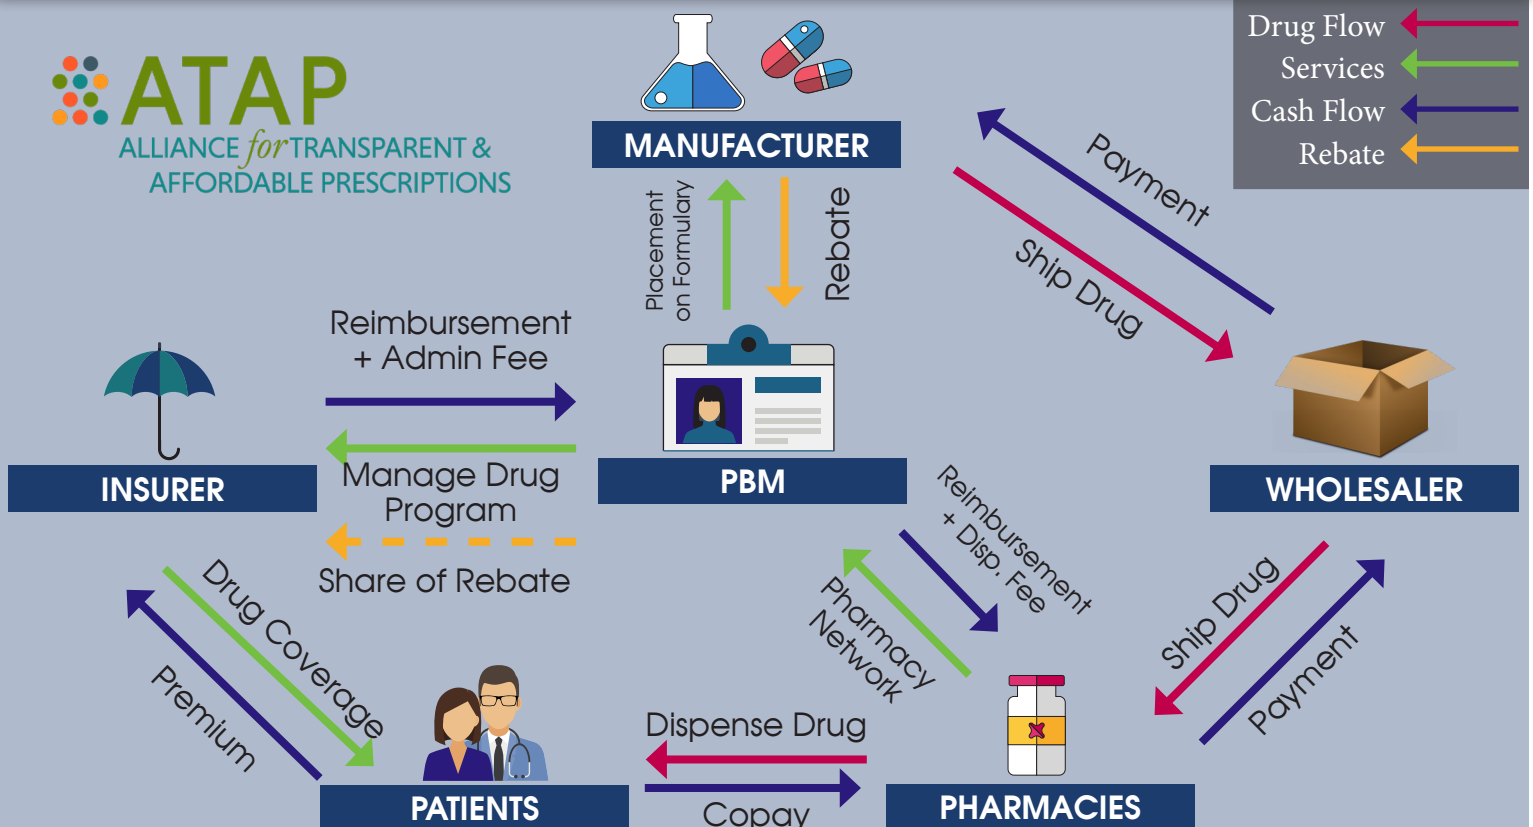 ATAP
ALLIANCE for TRANSPARENT &
AFFORDABLE PRESCRIPTIONS
MANUFACTURER
Drug Flow
Services
Cash Flow
Rebate
Payment
Ship Drug
Placement
on Formulary
Rebate
Reimbursement
+ Admin Fee
INSURER
Manage Drug
Program
Share of Rebate
PBM
WHOLESALER
Reimbursement
+ Disp. Fee
Pharmacy
Network
Ship Drug
Payment
Drug Coverage
Premium
Dispense Drug
Copay
PATIENTS
PHARMACIES